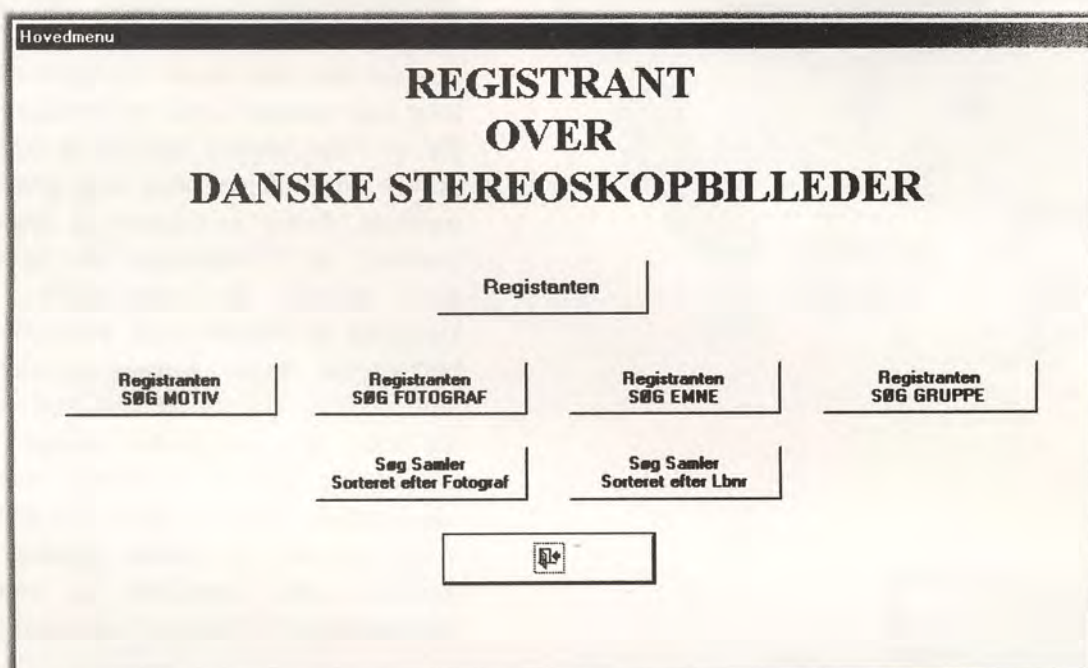 Hovedmenu
REGISTRANT
OVER
DANSKE STEREOSKOPBILLEDER
Registanten
Registranten
SØG MOTIV
Registranten
SØG FOTOGRAF
Registranten
SØG EMNE
Registranten
SØG GRUPPE
Søg Samler
Sorteret efter Fotograf
Søg Samler
Sorteret efter Lbnr